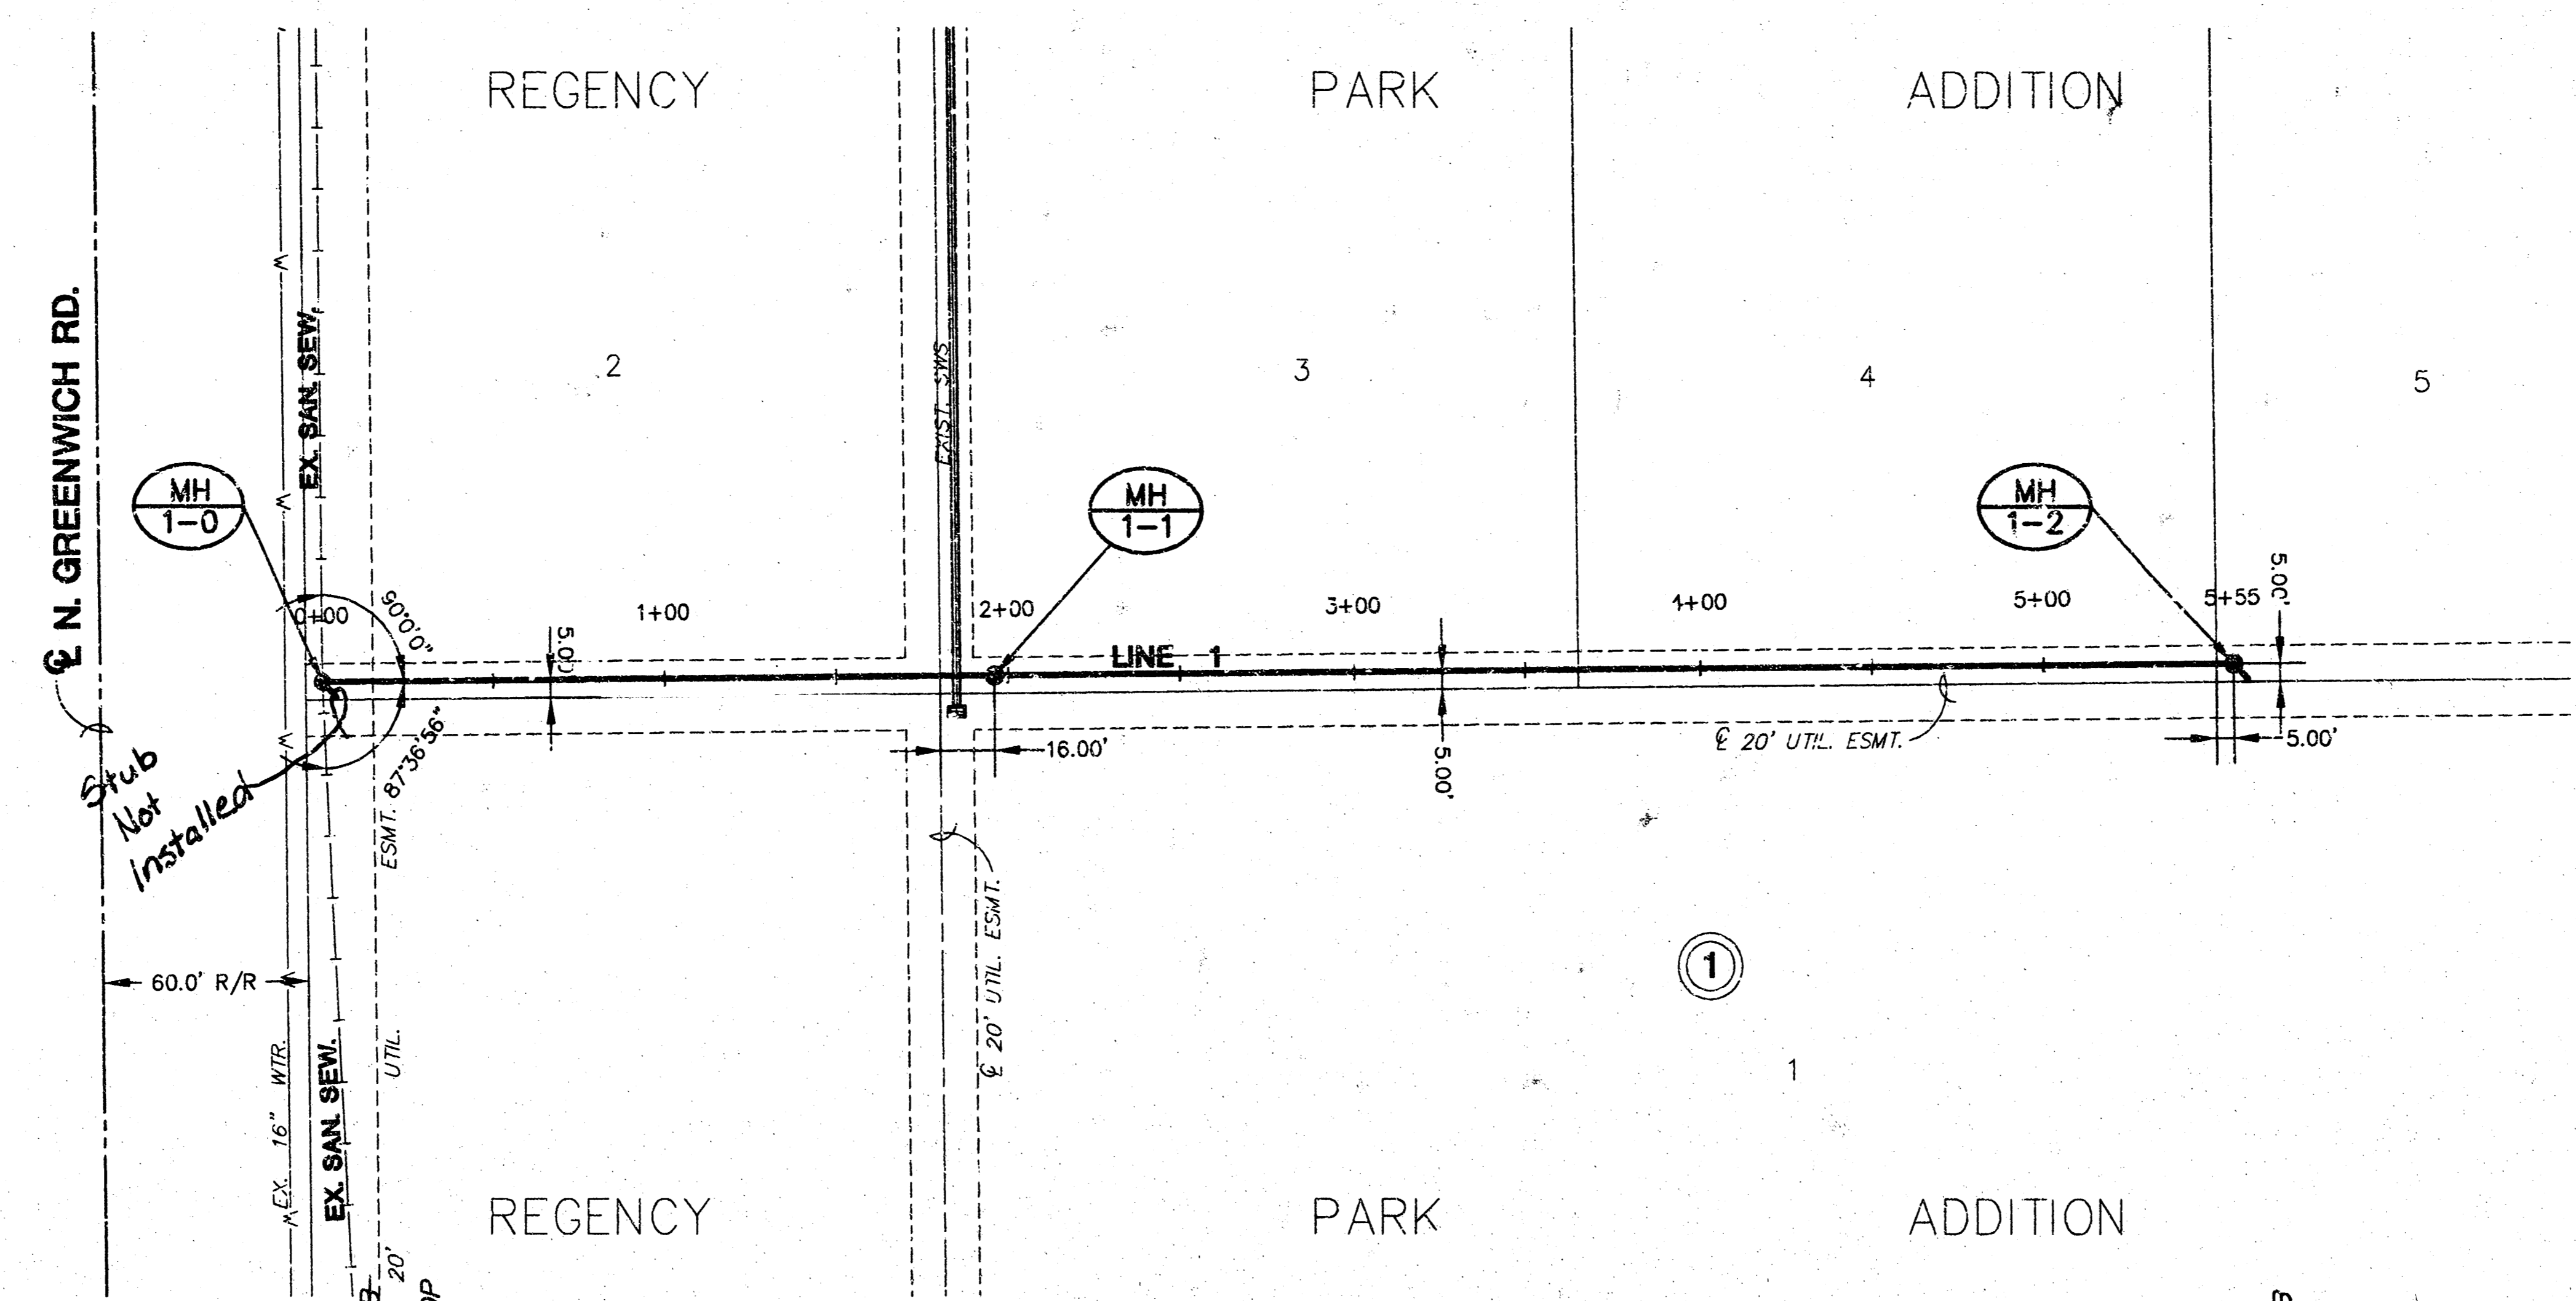 REGENCY PARK ADDITION
℄ N. GREENWICH RD.
EX. SAN. SEW.
EXIST. SWS
2
3
4
5
MH
1-0
MH
1-1
MH
1-2
0+00
1+00
2+00
3+00
4+00
5+00
5+55
90°0'0"
5.00'
5.00'
LINE 1
87°36'56"
16.00'
5.00'
℄ 20' UTIL. ESMT.
5.00'
Stub
Not
Installed
ESMT.
UTIL.
20'
℄ 20' UTIL. ESMT.
60.0' R/R
W EX. 16" WTR.
EX. SAN. SEW.
1
1
REGENCY PARK ADDITION